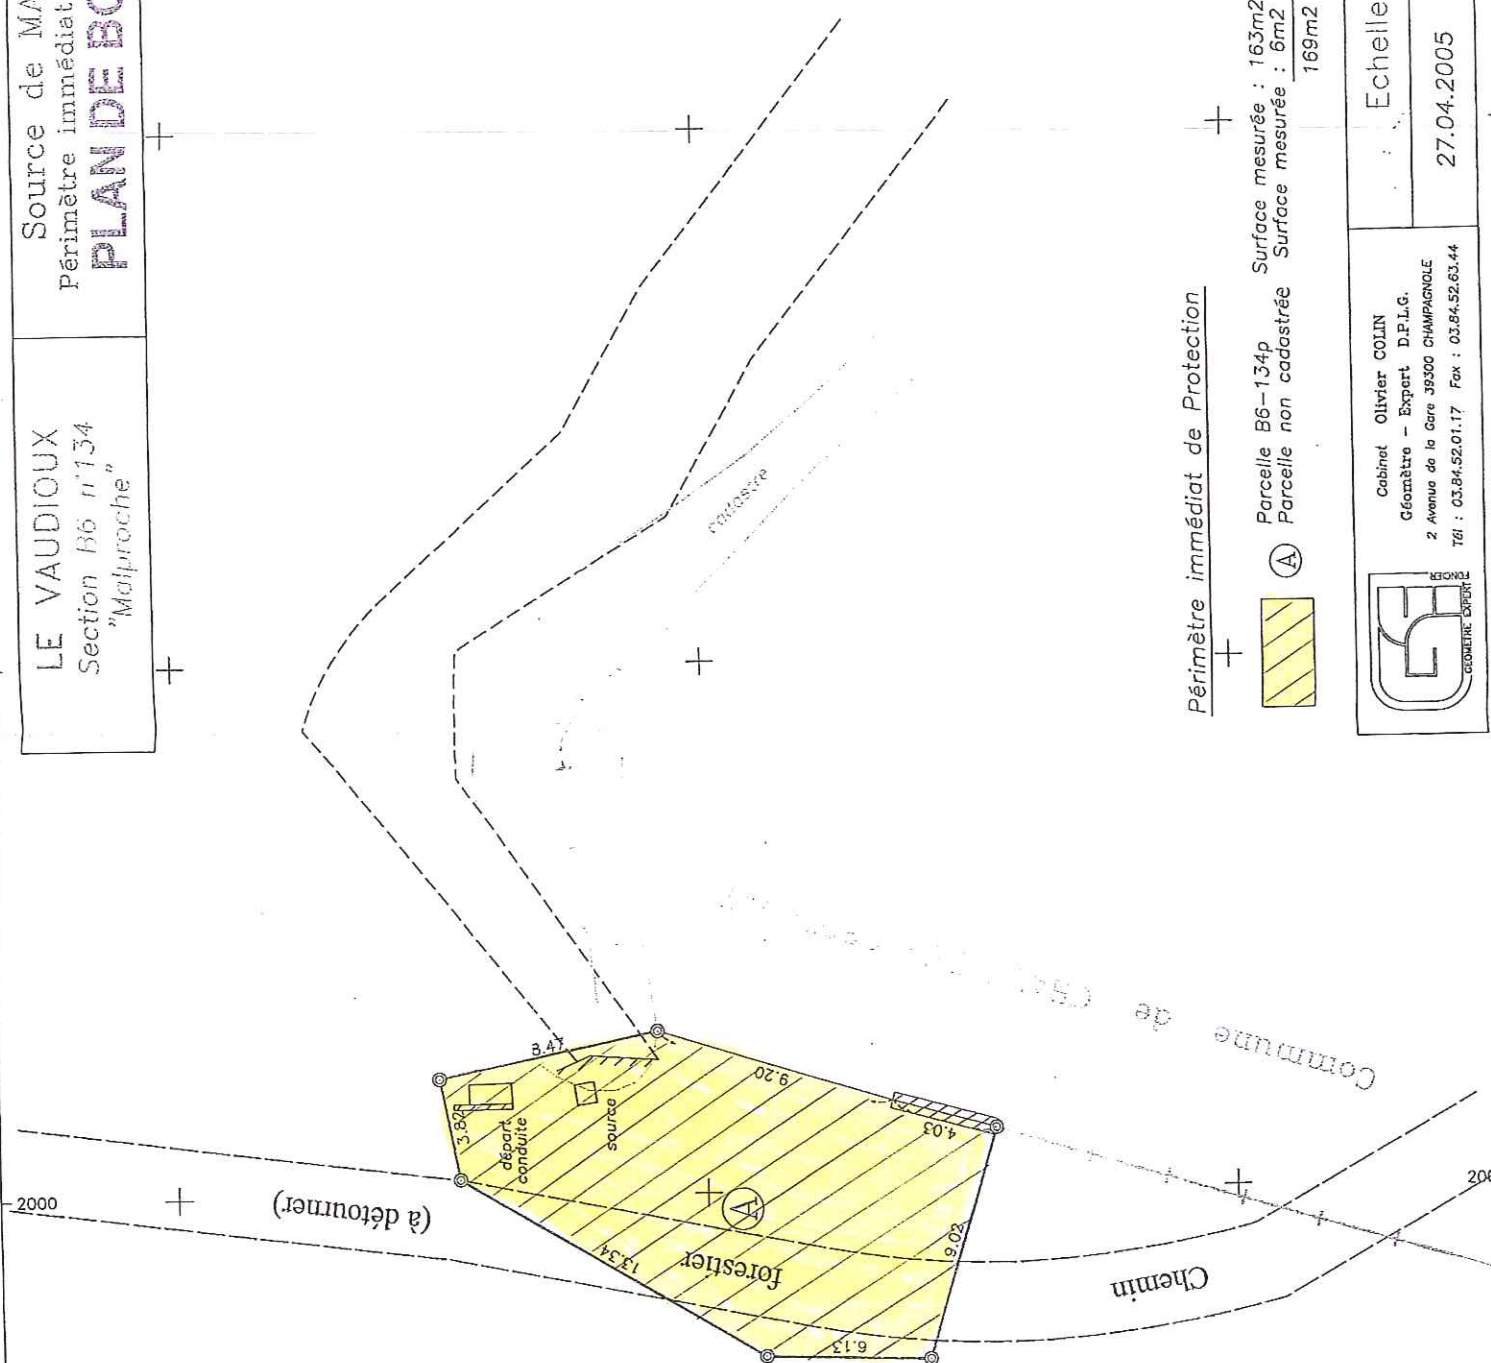 LE VAUDIOUX
Section B6 n°134
"Malproche"
Source de MA
Périmètre immédiat
PLAN DE BO
cadastre
Commune de
2000
(à détourner)
forestier
Chemin
départ
conduite
source
A
3.82
8.47
9.20
4.03
9.02
6.13
13.34
200
Périmètre immédiat de Protection
Parcelle B6-134p Surface mesurée : 163m2
A Parcelle non cadastrée Surface mesurée : 6m2
169m2
GEOMETRE EXPERT
FONCIER
Cabinet Olivier COLIN
Géomètre - Expert D.P.L.G.
2 Avenue de la Gare 39300 CHAMPAGNOLE
Tél : 03.84.52.01.17 Fax : 03.84.52.63.44
Echelle
27.04.2005